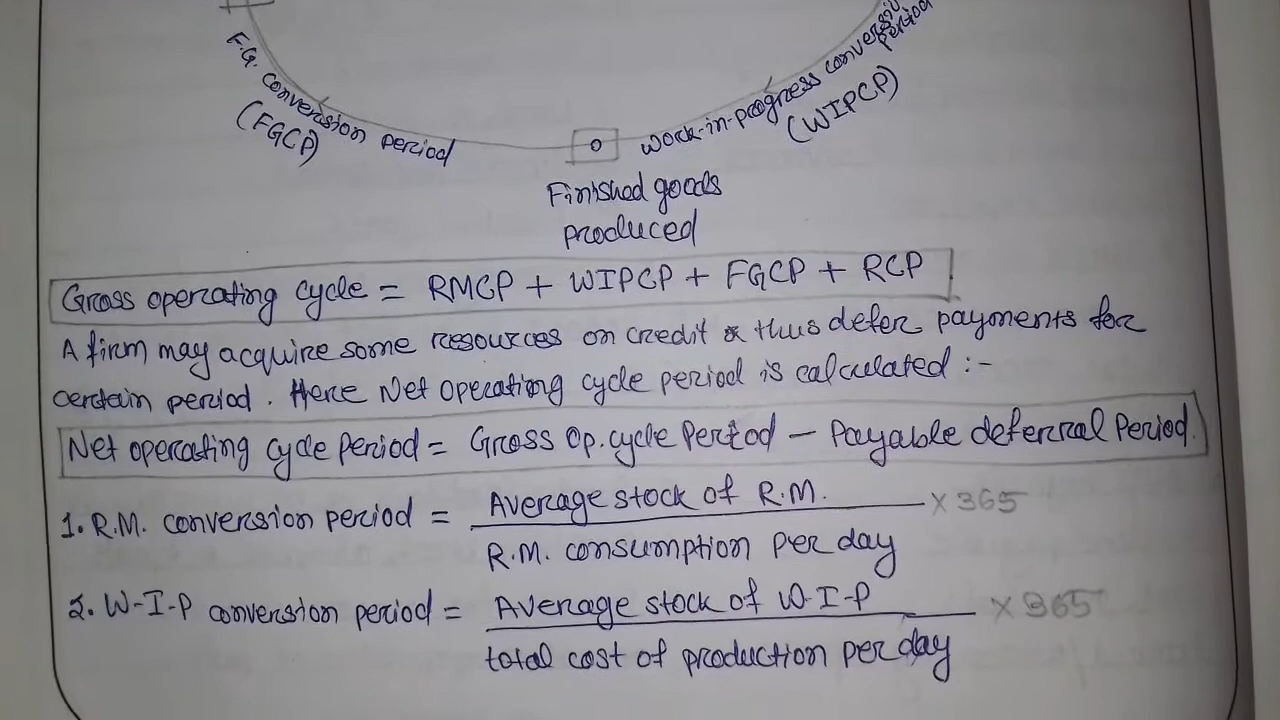 F.G. conversion period
(FGCP)
Work-in-progress conversion
period
(WIPCP)
Finished goods
produced
Gross operating cycle = RMCP + WIPCP + FGCP + RCP
A firm may acquire some resources on credit & thus defer payments for
certain period. Here Net operating cycle period is calculated :-
Net operating cycle period = Gross Op. cycle Period - Payable deferral Period.
1. R.M. conversion period = Average stock of R.M. X 365
R.M. consumption per day
2. W-I-P conversion period = Average stock of W-I-P X 365
total cost of production per day